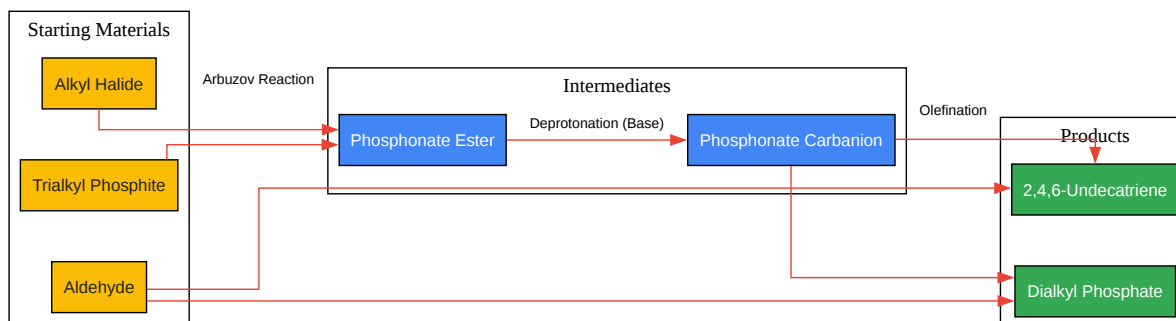 Starting Materials
Alkyl Halide
Trialkyl Phosphite
Aldehyde
Arbuzov Reaction
Intermediates
Phosphonate Ester
Deprotonation (Base)
Phosphonate Carbanion
Olefination
Products
2,4,6-Undecatriene
Dialkyl Phosphate